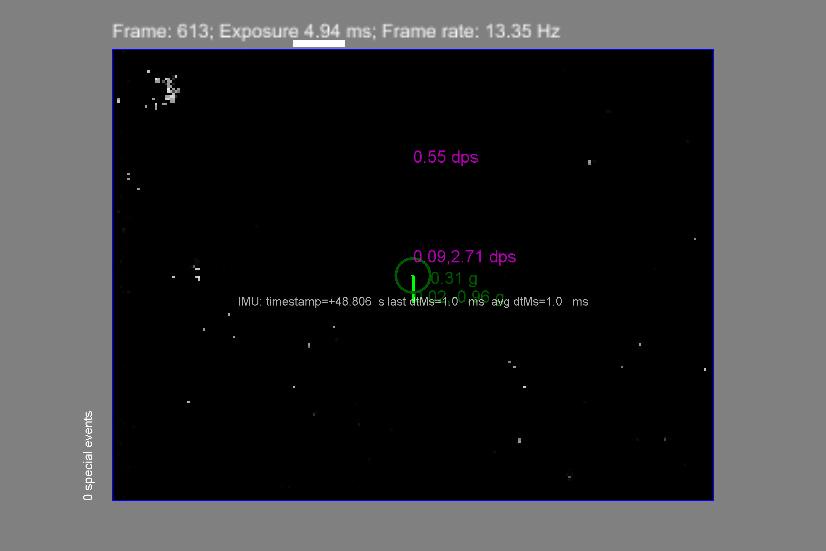 Frame: 613; Exposure 4.94 ms; Frame rate: 13.35 Hz
0.55 dps
0.09,2.71 dps
0.31 g
0.96 g
IMU: timestamp=+48.806 s last dtMs=1.0 ms avg dtMs=1.0 ms
0 special events